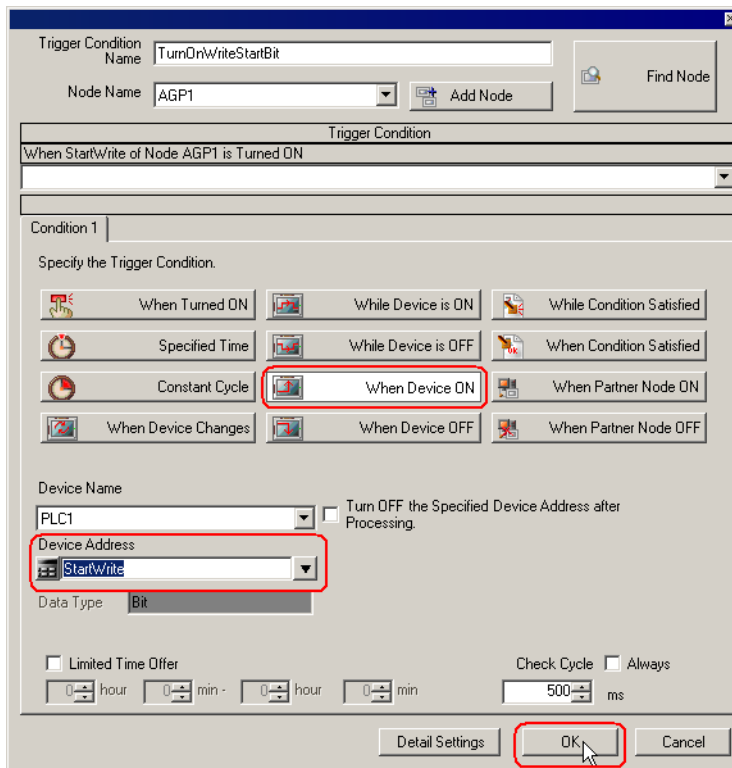 Trigger Condition
Name
TurnOnWriteStartBit
Node Name
AGP1
Add Node
Find Node
Trigger Condition
When StartWrite of Node AGP1 is Turned ON
Condition 1
Specify the Trigger Condition.
When Turned ON
While Device is ON
While Condition Satisfied
Specified Time
While Device is OFF
When Condition Satisfied
Constant Cycle
When Device ON
When Partner Node ON
When Device Changes
When Device OFF
When Partner Node OFF
Device Name
PLC1
Turn OFF the Specified Device Address after
Processing.
Device Address
StartWrite
Data Type
Bit
Limited Time Offer
Check Cycle
Always
0 hour 0 min - 0 hour 0 min
500 ms
Detail Settings
OK
Cancel